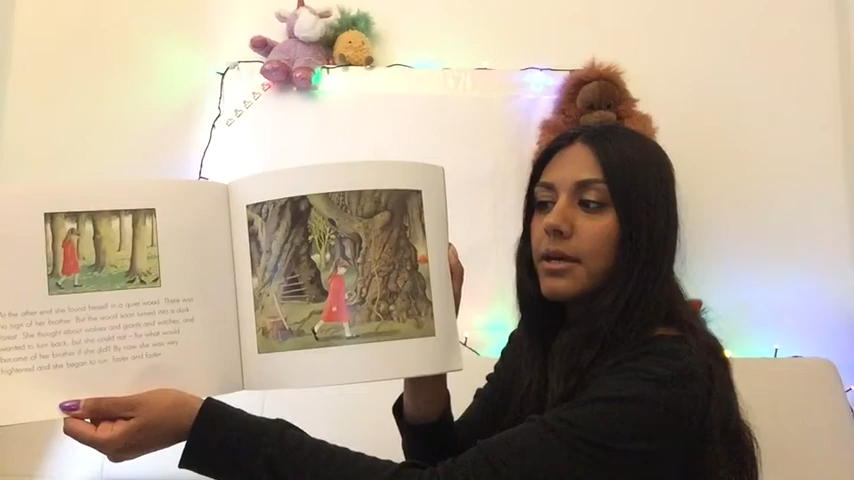 At the other end she found herself in a quiet wood. There was
no sign of her brother. But the wood soon turned into a dark
forest. She thought about wolves and giants and witches, and
wanted to turn back, but she could not – for what would
become of her brother if she did? By now she was very
frightened and she began to run, faster and faster